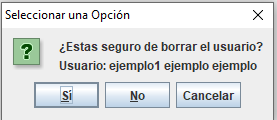 Seleccionar una Opción
¿Estas seguro de borrar el usuario?
Usuario: ejemplo1 ejemplo ejemplo
Sí
No
Cancelar